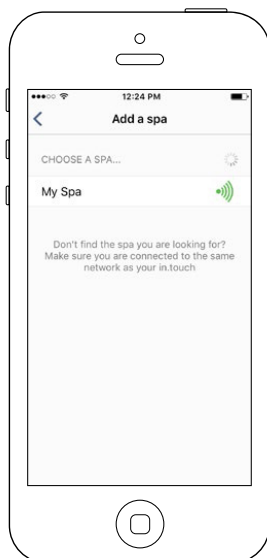 12:24 PM
Add a spa
CHOOSE A SPA...
My Spa
Don't find the spa you are looking for?
Make sure you are connected to the same
network as your in.touch